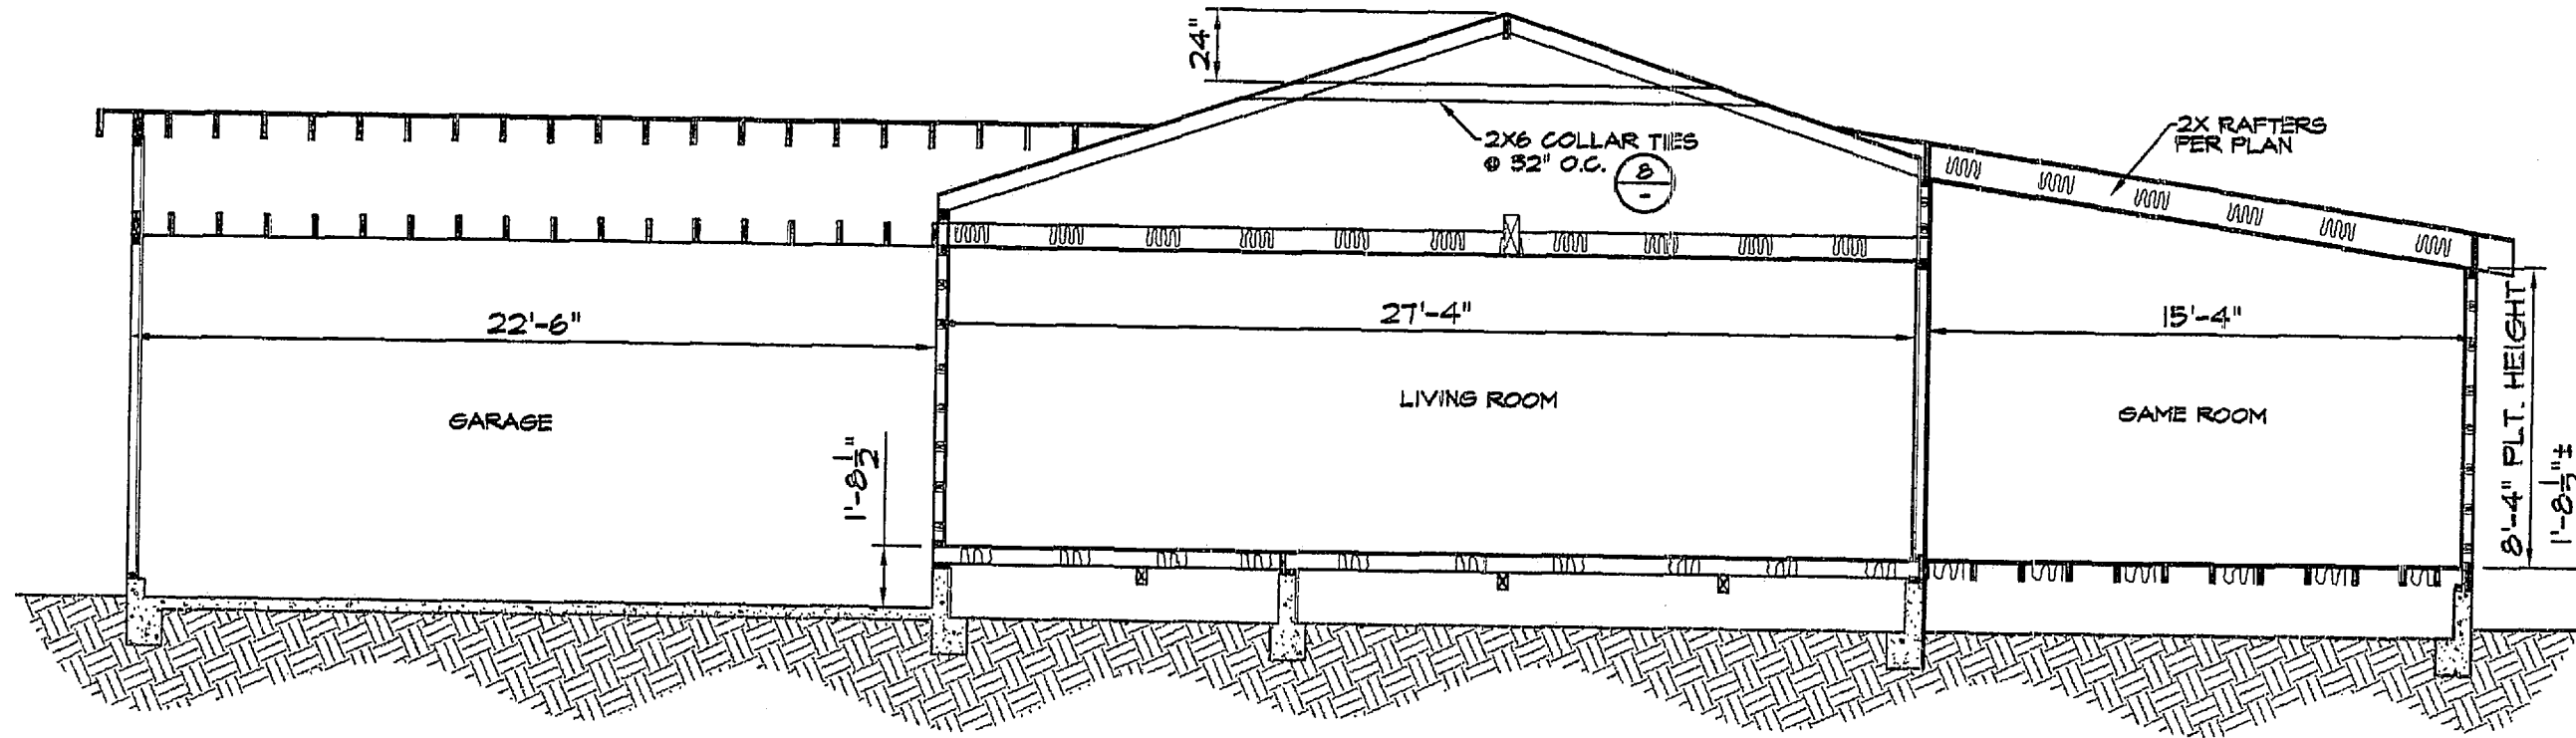 24"
2X6 COLLAR TIES
@ 32" O.C.
8
-
2X RAFTERS
PER PLAN
22'-6"
27'-4"
15'-4"
GARAGE
LIVING ROOM
GAME ROOM
1'-8 1/2"
8'-4" PLT. HEIGHT
1'-8 1/2"±